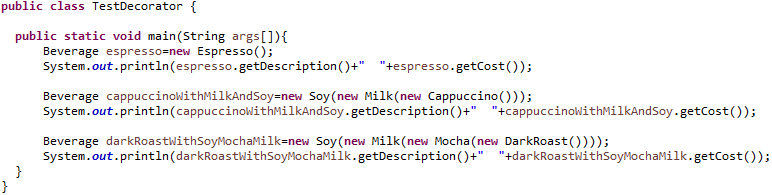 public class TestDecorator {
public static void main(String args[]){
Beverage espresso=new Espresso();
System.out.println(espresso.getDescription()+"  "+espresso.getCost());
Beverage cappuccinoWithMilkAndSoy=new Soy(new Milk(new Cappuccino()));
System.out.println(cappuccinoWithMilkAndSoy.getDescription()+"  "+cappuccinoWithMilkAndSoy.getCost());
Beverage darkRoastWithSoyMochaMilk=new Soy(new Milk(new Mocha(new DarkRoast())));
System.out.println(darkRoastWithSoyMochaMilk.getDescription()+"  "+darkRoastWithSoyMochaMilk.getCost());
}
}